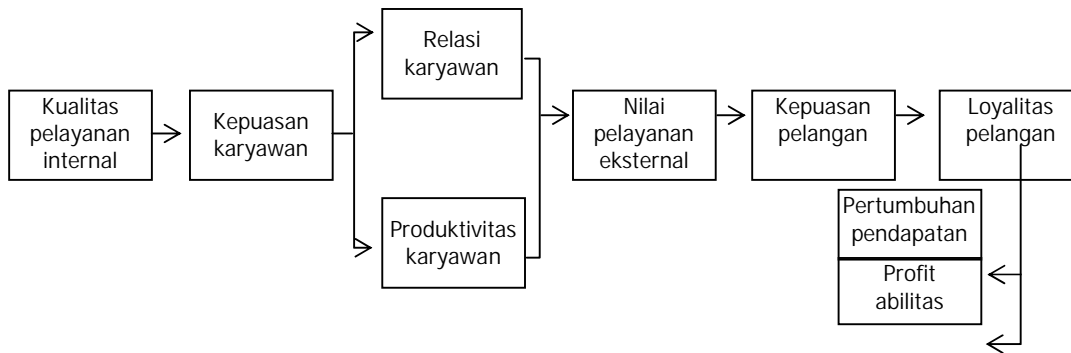 Relasi
karyawan
Kualitas
pelayanan
internal
Kepuasan
karyawan
Nilai
pelayanan
eksternal
Kepuasan
pelangan
Loyalitas
pelangan
Produktivitas
karyawan
Pertumbuhan
pendapatan
Profit
abilitas